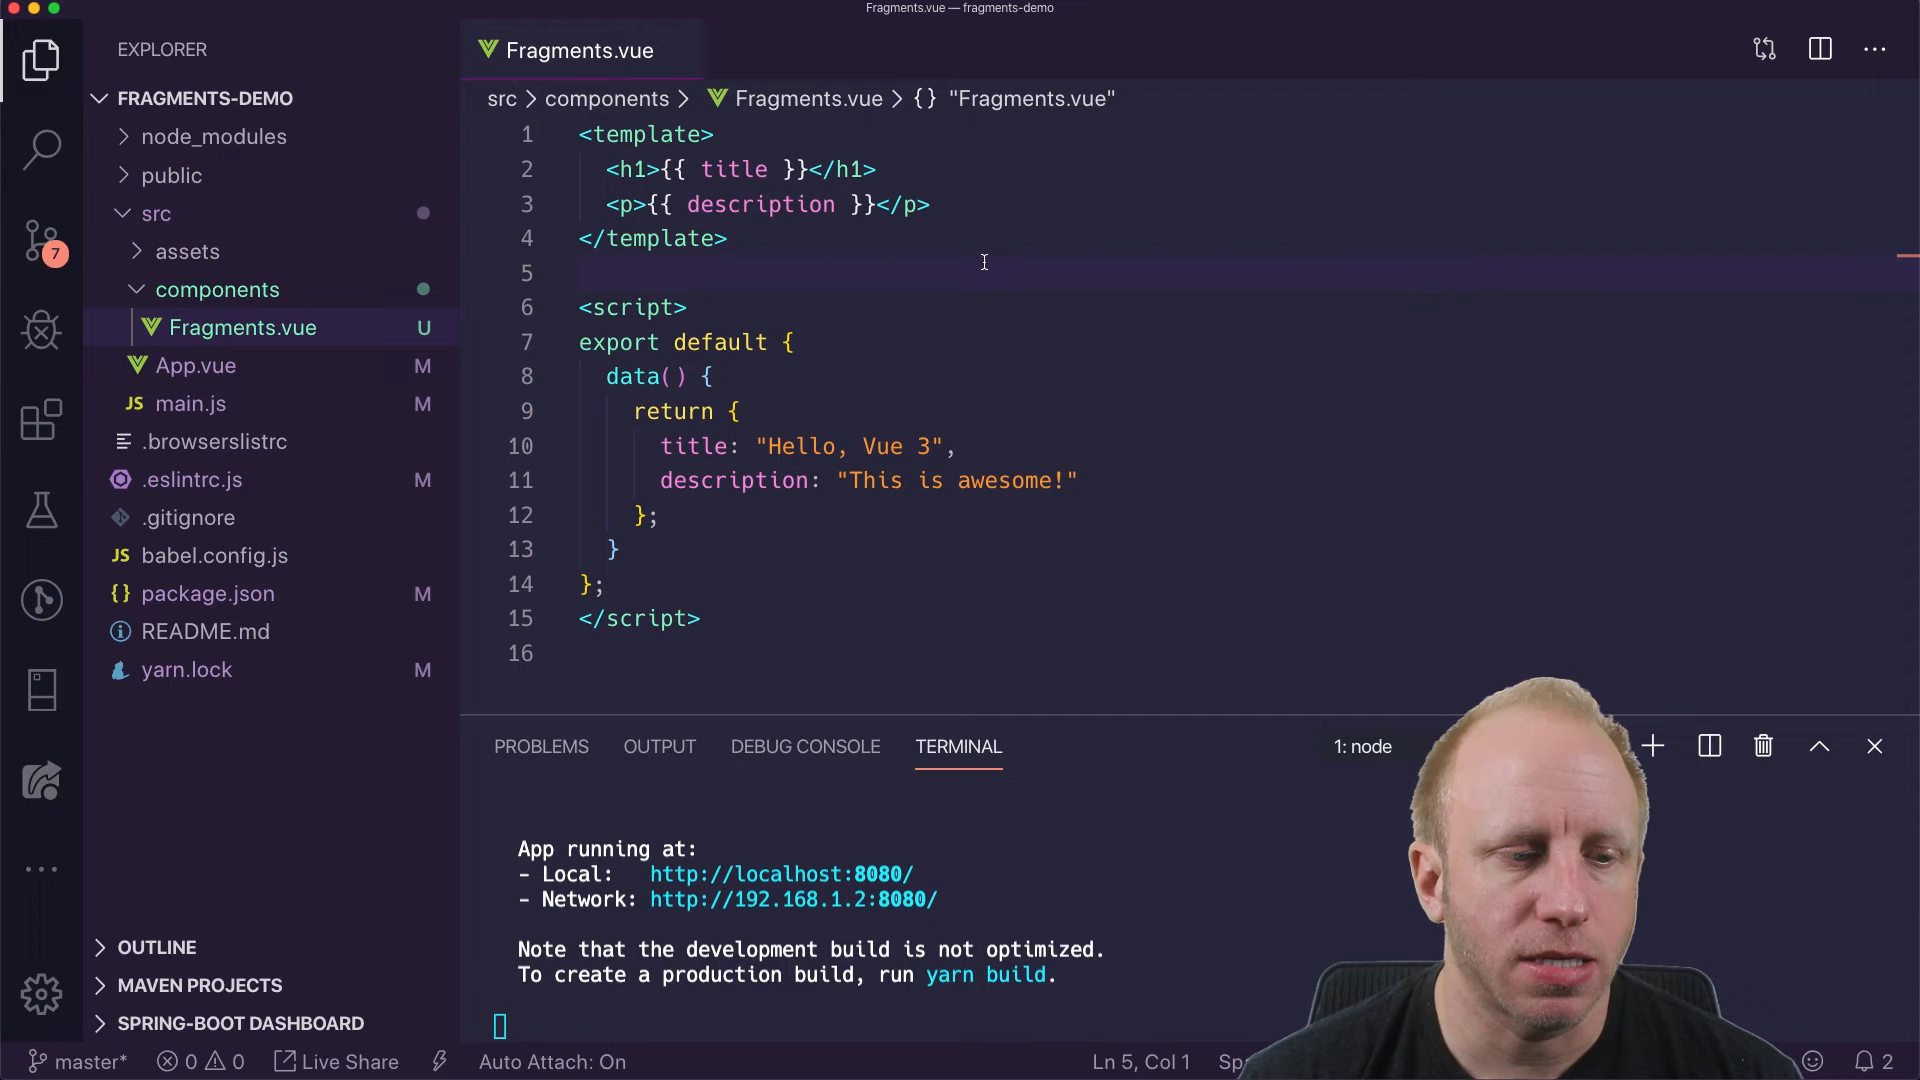 Fragments.vue — fragments-demo
EXPLORER
FRAGMENTS-DEMO
node_modules
public
src
assets
components
Fragments.vue U
App.vue M
JS main.js M
.browserslistrc
.eslintrc.js M
.gitignore
JS babel.config.js
{} package.json M
README.md
yarn.lock M
OUTLINE
MAVEN PROJECTS
SPRING-BOOT DASHBOARD
7
Fragments.vue
src > components > Fragments.vue > {} "Fragments.vue"
1 <template>
2 <h1>{{ title }}</h1>
3 <p>{{ description }}</p>
4 </template>
5
6 <script>
7 export default {
8 data() {
9 return {
10 title: "Hello, Vue 3",
11 description: "This is awesome!"
12 };
13 }
14 };
15 </script>
16
PROBLEMS OUTPUT DEBUG CONSOLE TERMINAL 1: node
App running at:
- Local: http://localhost:8080/
- Network: http://192.168.1.2:8080/
Note that the development build is not optimized.
To create a production build, run yarn build.
master* 0 0 Live Share Auto Attach: On Ln 5, Col 1 2